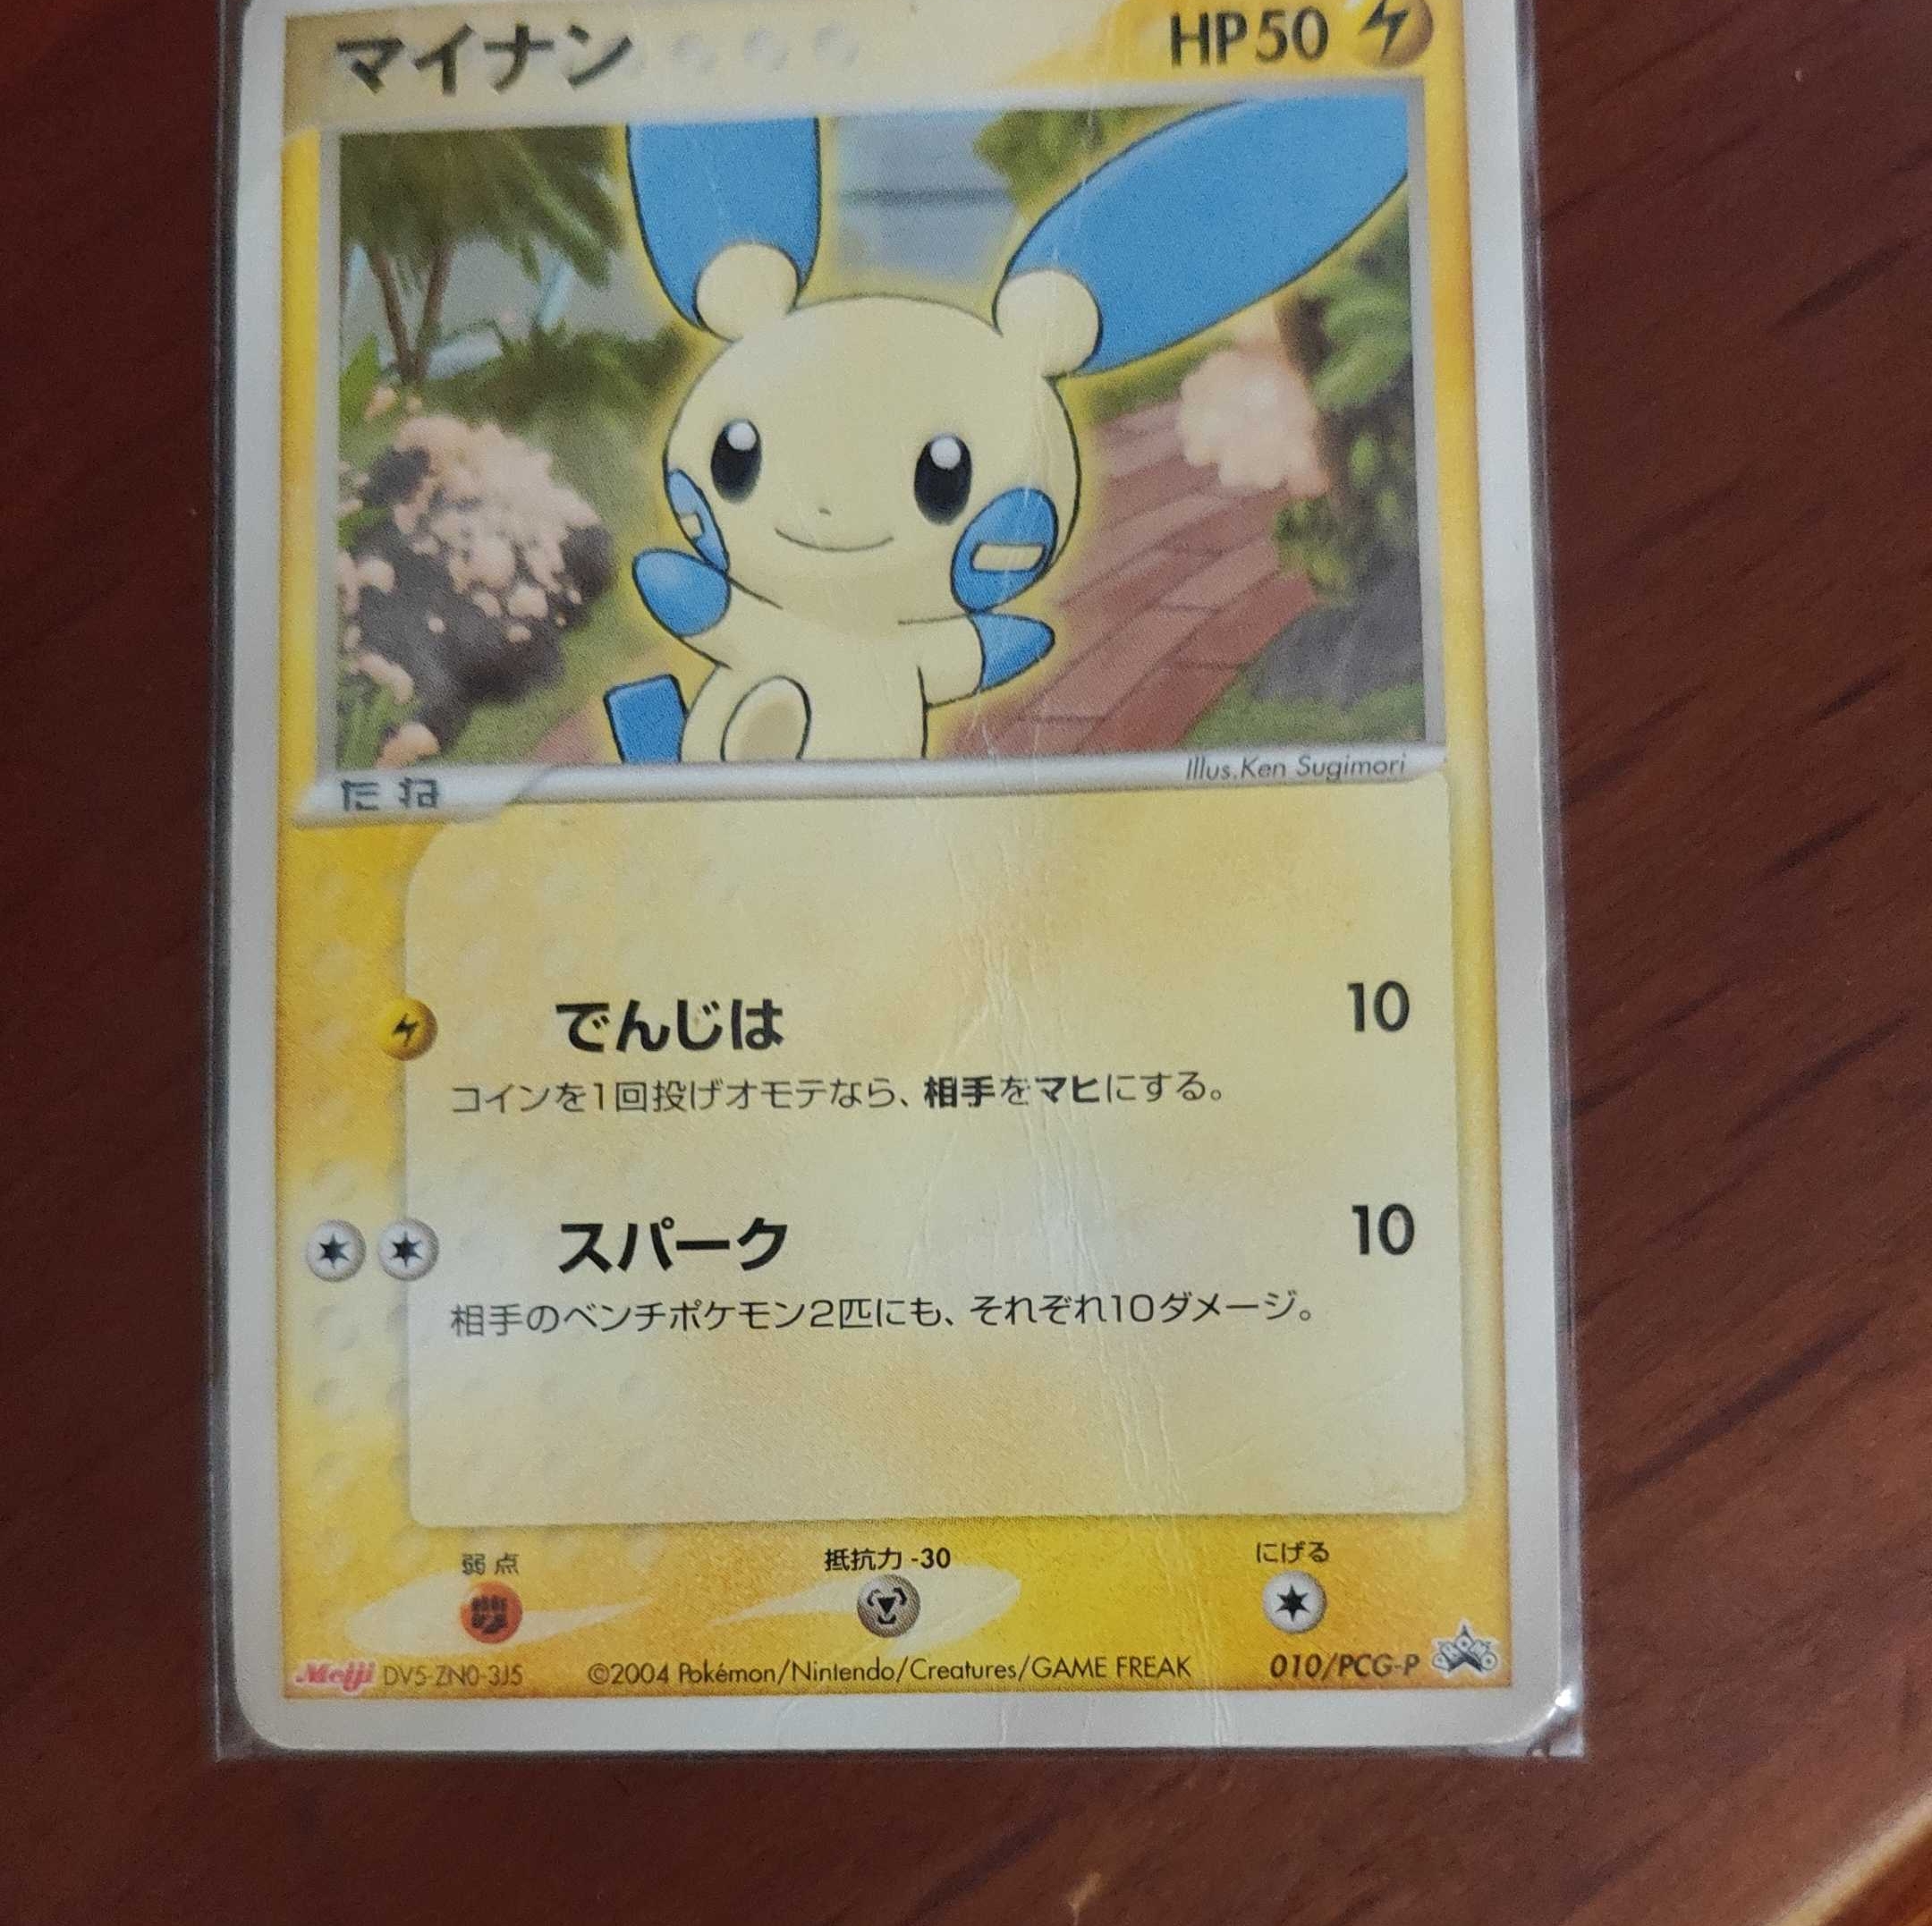 マイナン HP50
Illus.Ken Sugimori
たね
でんじは 10
コインを1回投げオモテなら、相手をマヒにする。
スパーク 10
相手のベンチポケモン2匹にも、それぞれ10ダメージ。
弱点 抵抗力-30 にげる
Meiji DV5-ZN0-3J5 ©2004 Pokémon/Nintendo/Creatures/GAME FREAK 010/PCG-P PROMO